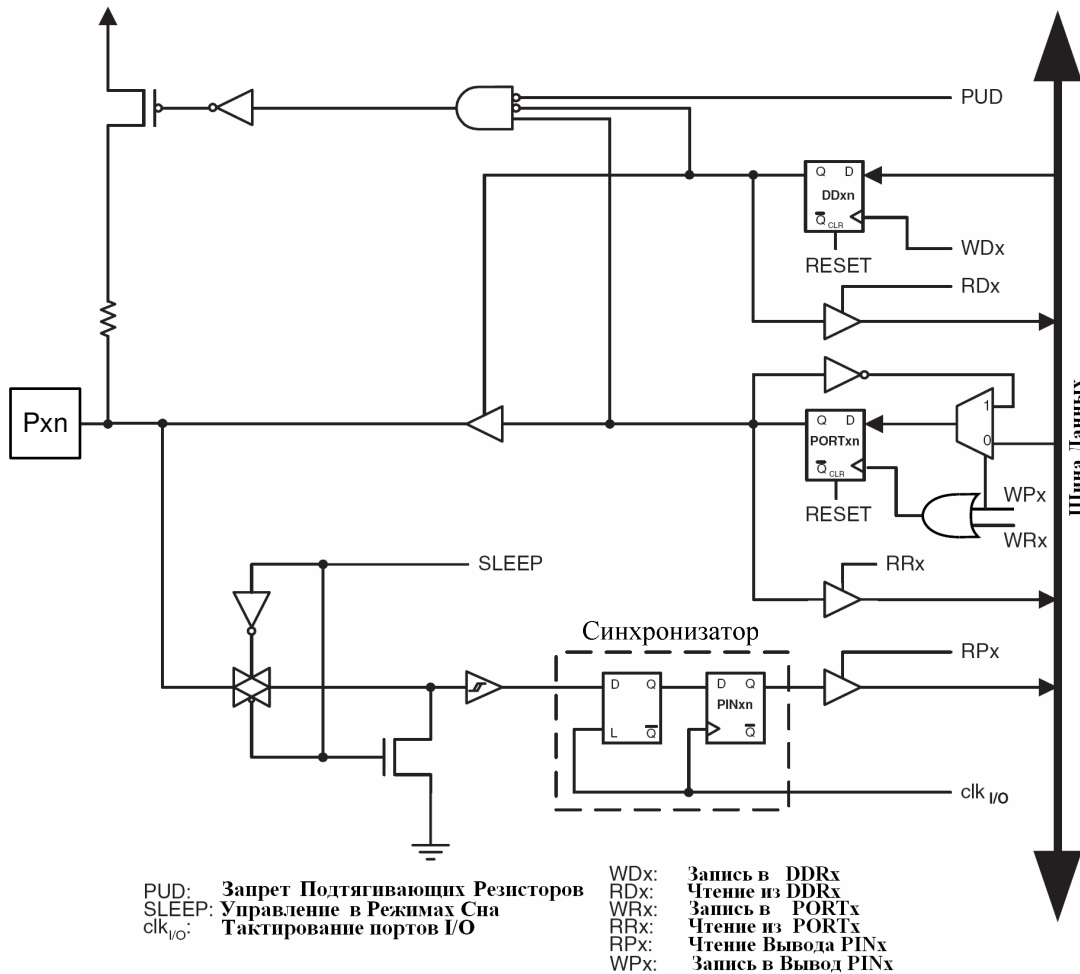 PUD
Q D
DDxn
Q CLR
WDx
RESET
RDx
Pxn
1
Q D
PORTxn
0
Q CLR
Шина Данных
WPx
RESET
WRx
SLEEP
RRx
Синхронизатор
RPx
D Q
D Q
PINxn
L Q
Q
clk I/O
PUD: Запрет Подтягивающих Резисторов
SLEEP: Управление в Режимах Сна
clkI/O: Тактирование портов I/O
WDx: Запись в DDRx
RDx: Чтение из DDRx
WRx: Запись в PORTx
RRx: Чтение из PORTx
RPx: Чтение Вывода PINx
WPx: Запись в Вывод PINx